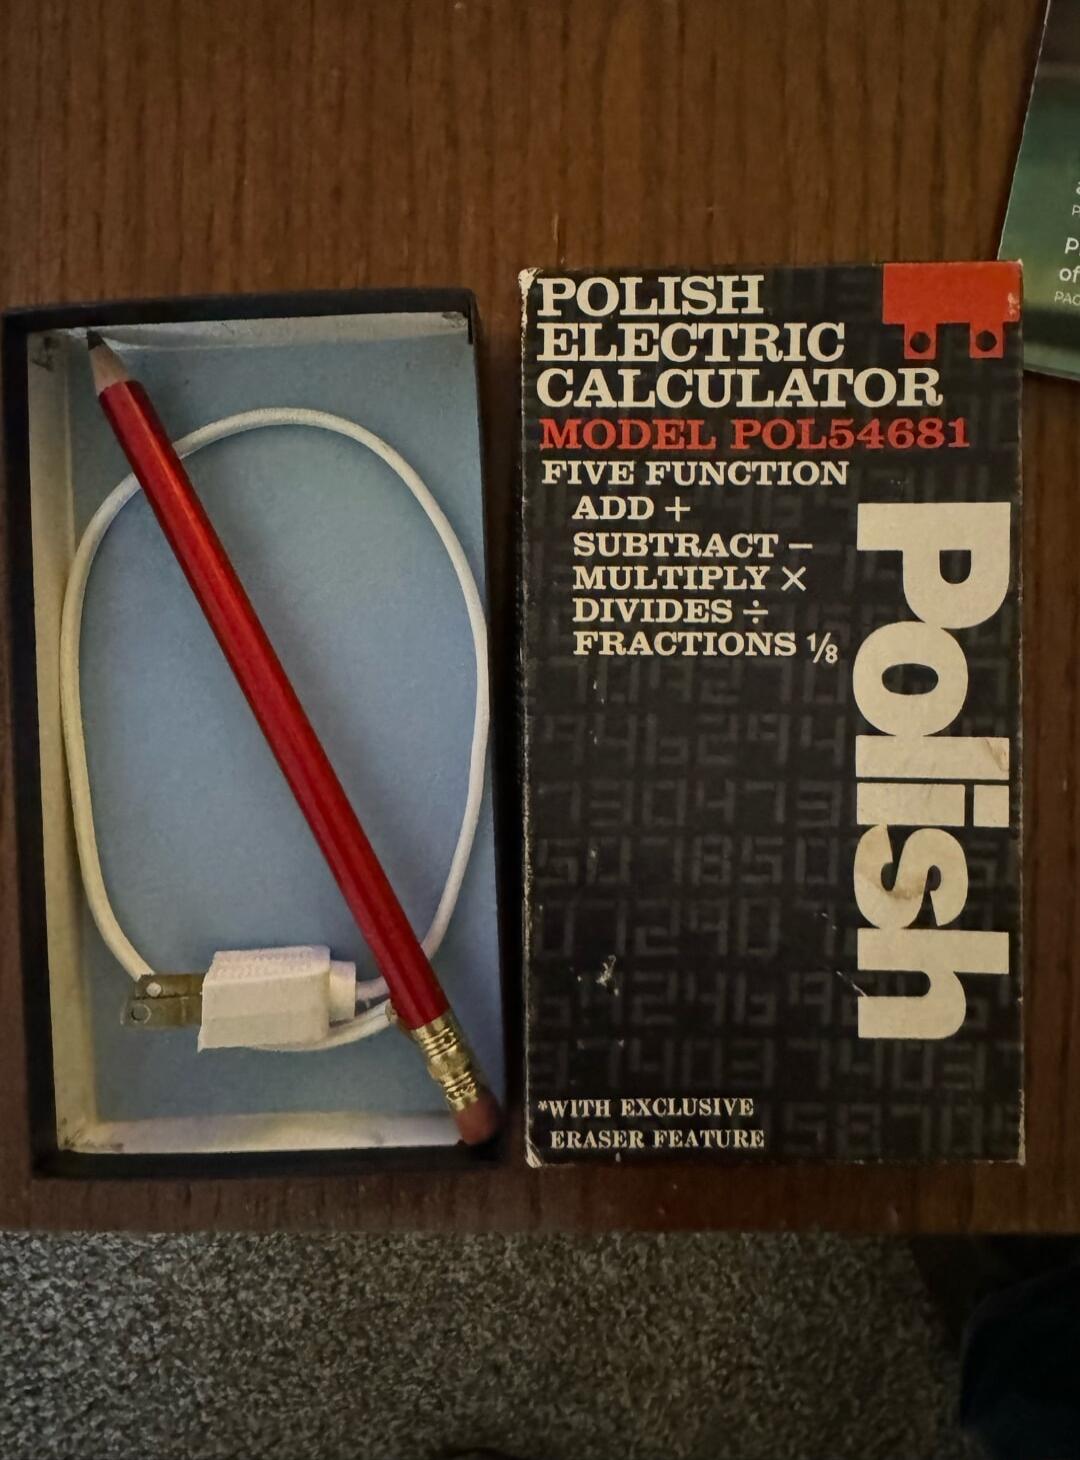 POLISH
ELECTRIC
CALCULATOR
MODEL POL54681
FIVE FUNCTION
ADD +
SUBTRACT −
MULTIPLY ×
DIVIDES ÷
FRACTIONS 1/8
Polish
*WITH EXCLUSIVE
ERASER FEATURE